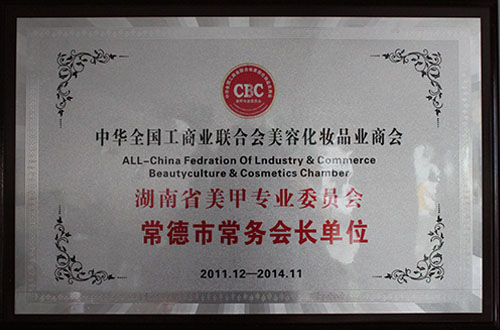 CBC
中华全国工商业联合会美容化妆品业商会
ALL-China Fedration Of Lndustry & Commerce
Beautyculture & Cosmetics Chamber
湖南省美甲专业委员会
常德市常务会长单位
2011.12—2014.11